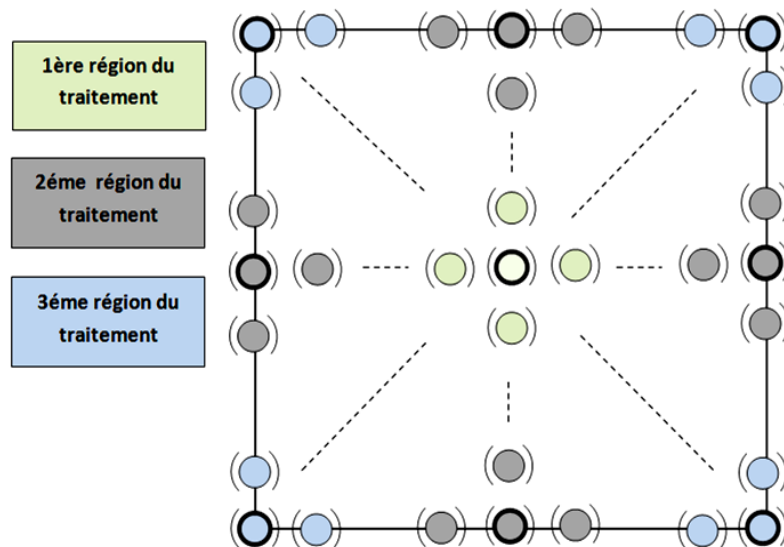 1ère région du
traitement
2éme région du
traitement
3éme région du
traitement